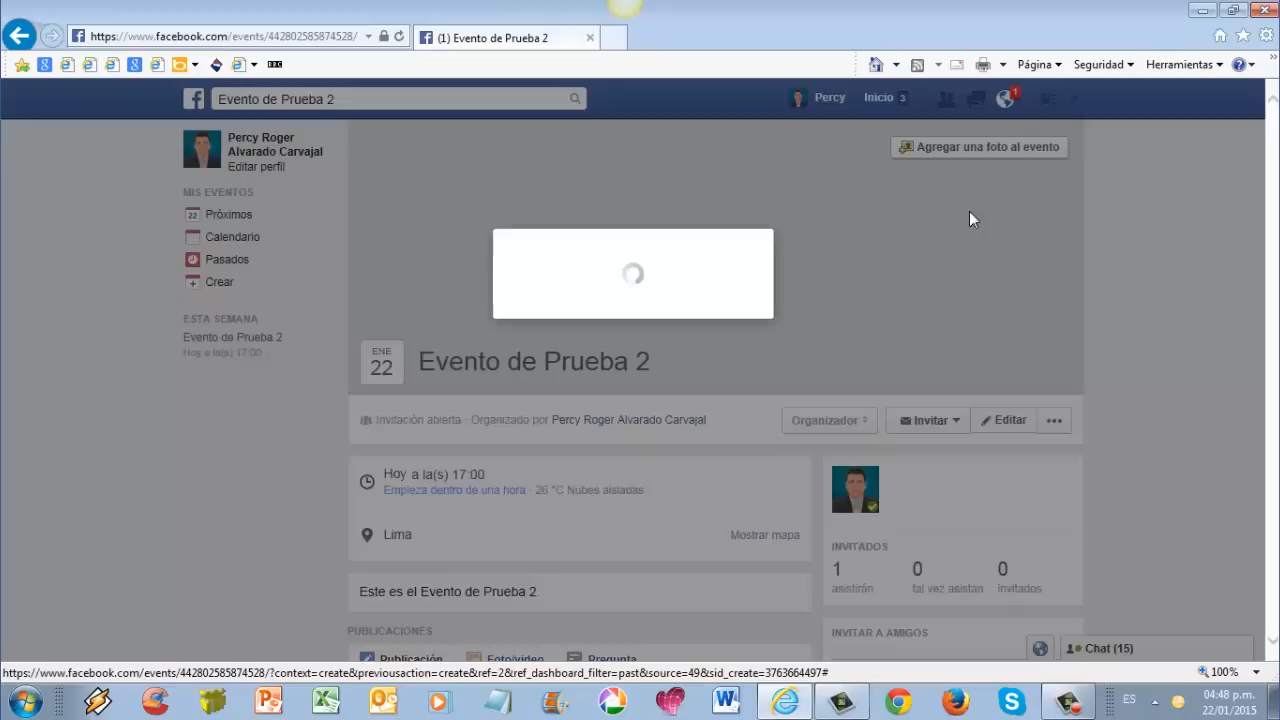 https://www.facebook.com/events/442802585874528/
(1) Evento de Prueba 2
Página
Seguridad
Herramientas
Evento de Prueba 2
Percy
Inicio 3
1
Percy Roger
Alvarado Carvajal
Editar perfil
Agregar una foto al evento
MIS EVENTOS
22 Próximos
Calendario
Pasados
Crear
ESTA SEMANA
Evento de Prueba 2
Hoy a la(s) 17:00
ENE
22
Evento de Prueba 2
Invitación abierta · Organizado por Percy Roger Alvarado Carvajal
Organizador
Invitar
Editar
Hoy a la(s) 17:00
Empieza dentro de una hora · 26 °C Nubes aisladas
Lima
Mostrar mapa
Este es el Evento de Prueba 2.
INVITADOS
1 0 0
asistirán tal vez asistan invitados
PUBLICACIONES
INVITAR A AMIGOS
Publicación Foto/video Pregunta
Chat (15)
https://www.facebook.com/events/442802585874528/?context=create&previousaction=create&ref=2&ref_dashboard_filter=past&source=49&sid_create=3763664497#
100%
ES
04:48 p.m.
22/01/2015